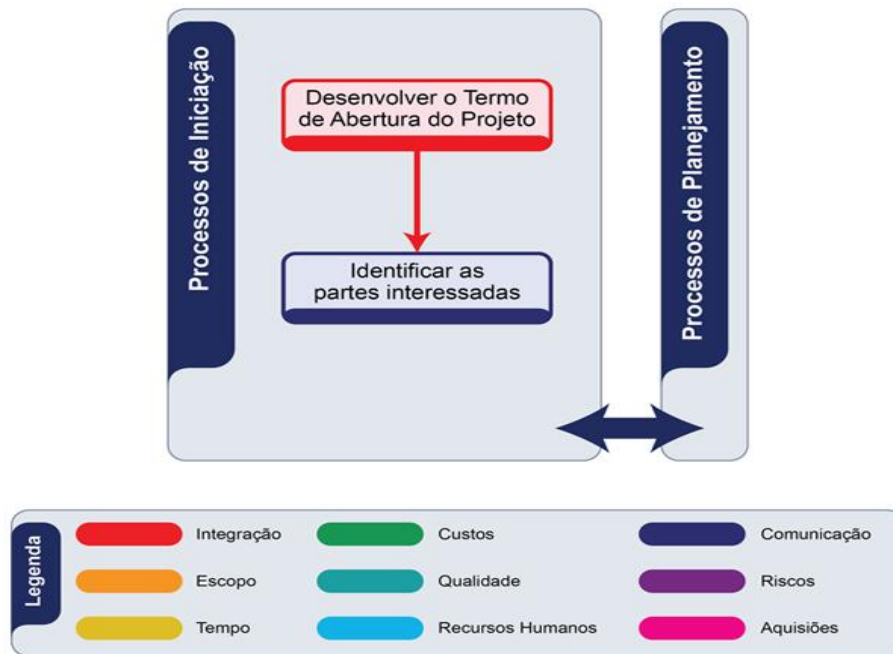 Processos de Iniciação
Desenvolver o Termo
de Abertura do Projeto
Identificar as
partes interessadas
Processos de Planejamento
Legenda
Integração
Custos
Comunicação
Escopo
Qualidade
Riscos
Tempo
Recursos Humanos
Aquisiões